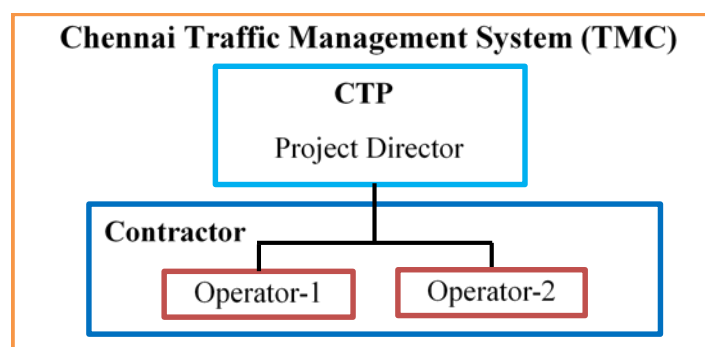 Chennai Traffic Management System (TMC)
CTP
Project Director
Contractor
Operator-1
Operator-2